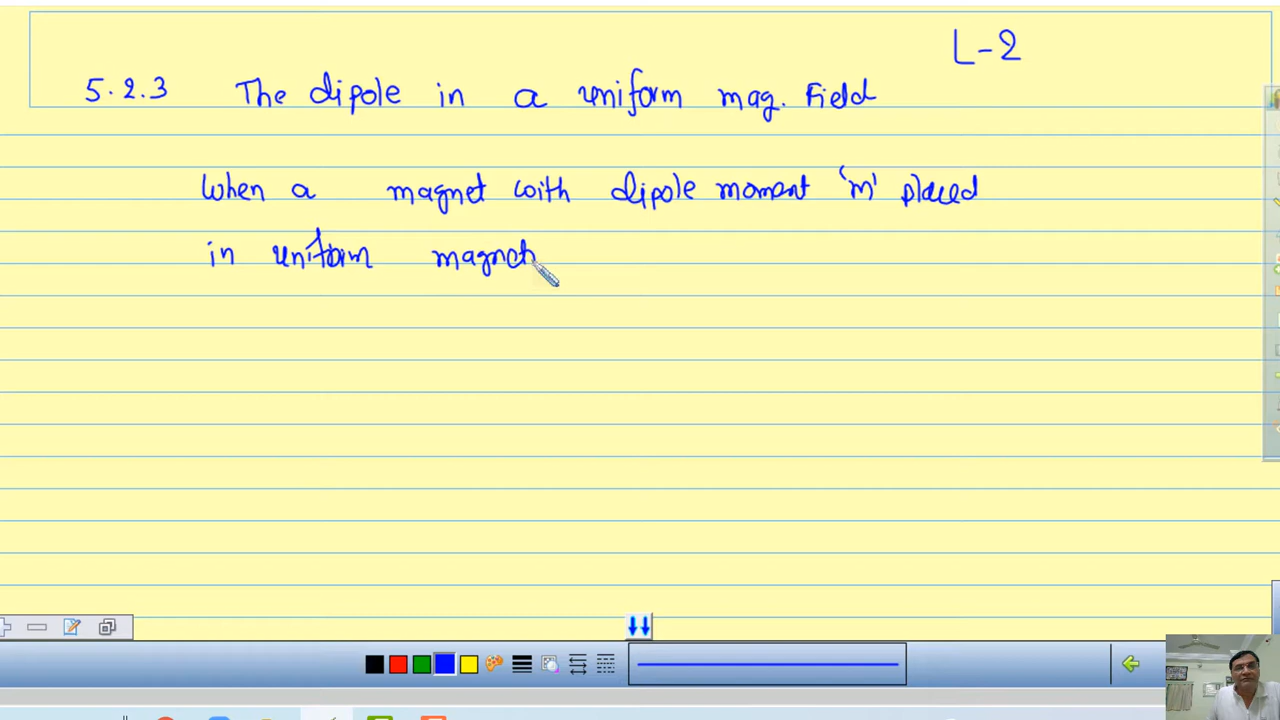 L-2
5.2.3 The dipole in a uniform mag. Field
When a magnet with dipole moment 'm' placed
in uniform magnet